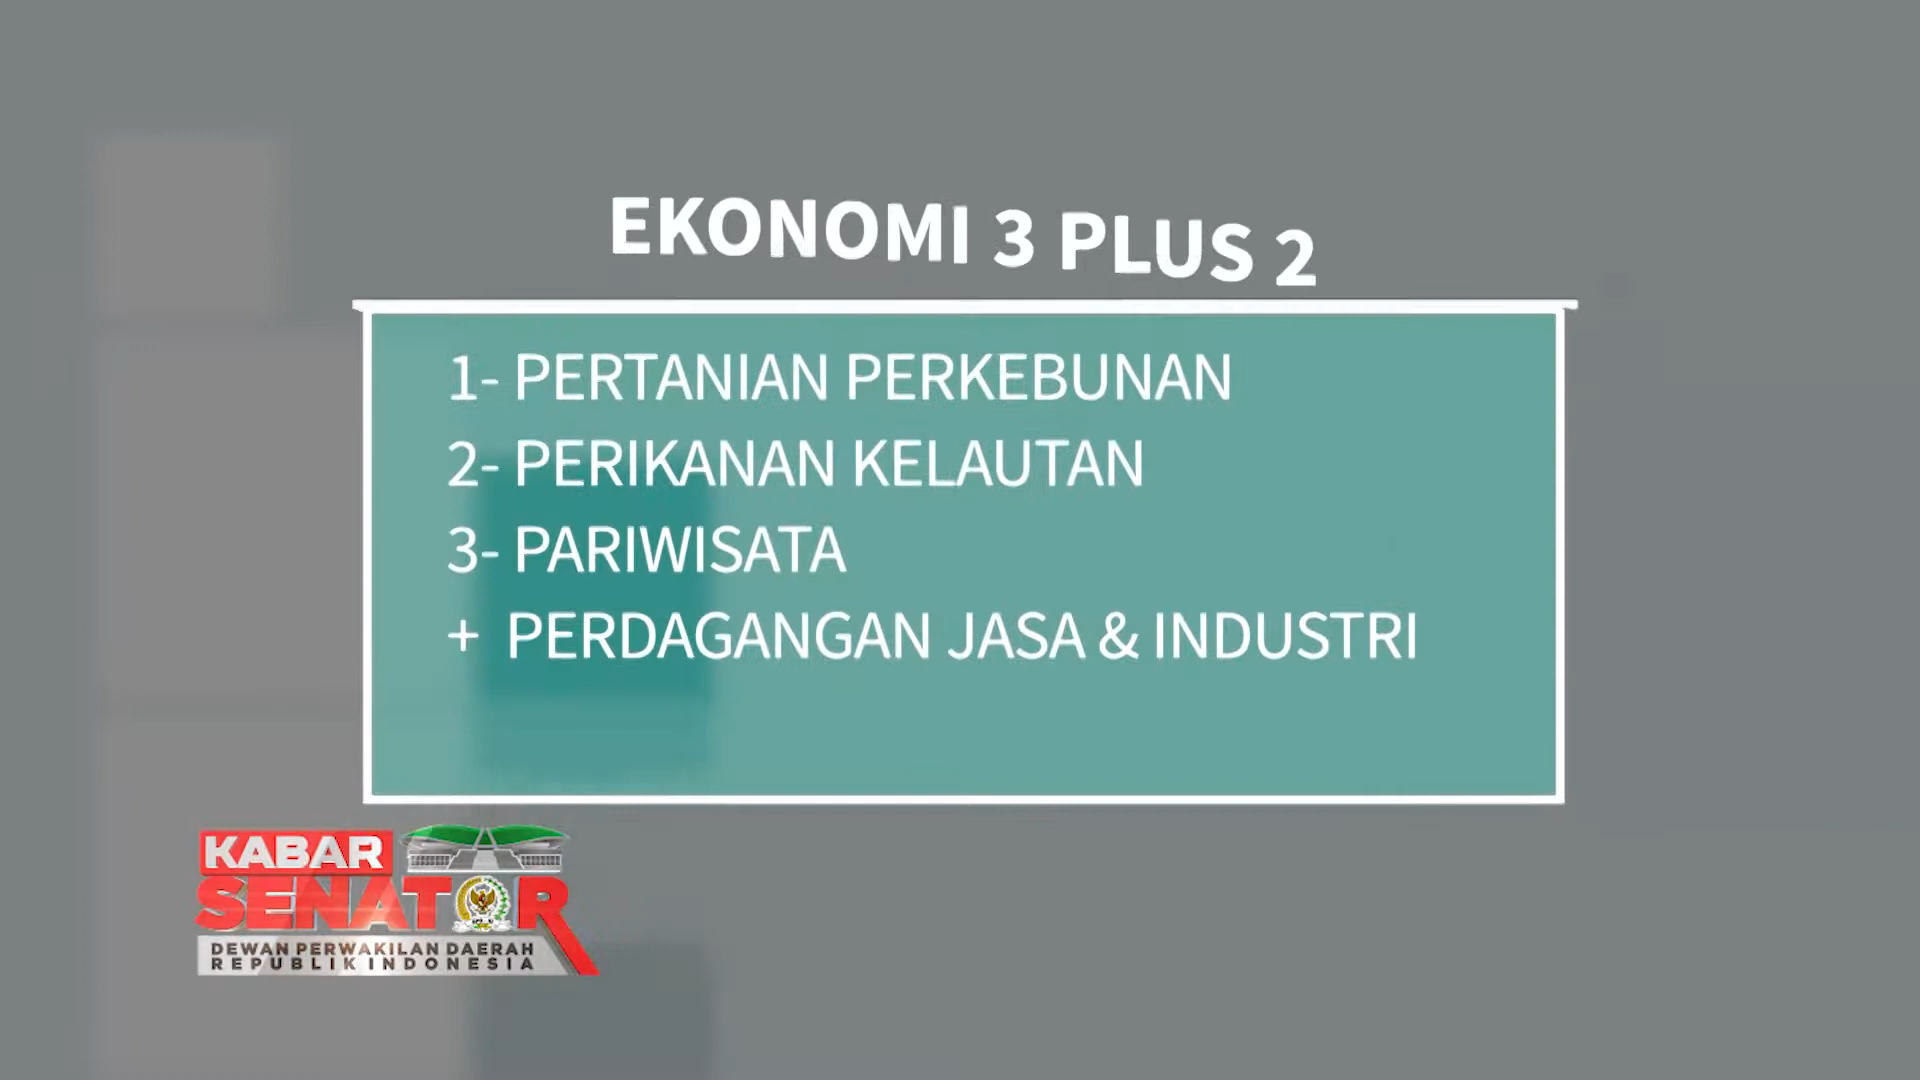 EKONOMI 3 PLUS 2
1- PERTANIAN PERKEBUNAN
2- PERIKANAN KELAUTAN
3- PARIWISATA
+ PERDAGANGAN JASA & INDUSTRI
KABAR
SENATOR
DEWAN PERWAKILAN DAERAH
REPUBLIK INDONESIA